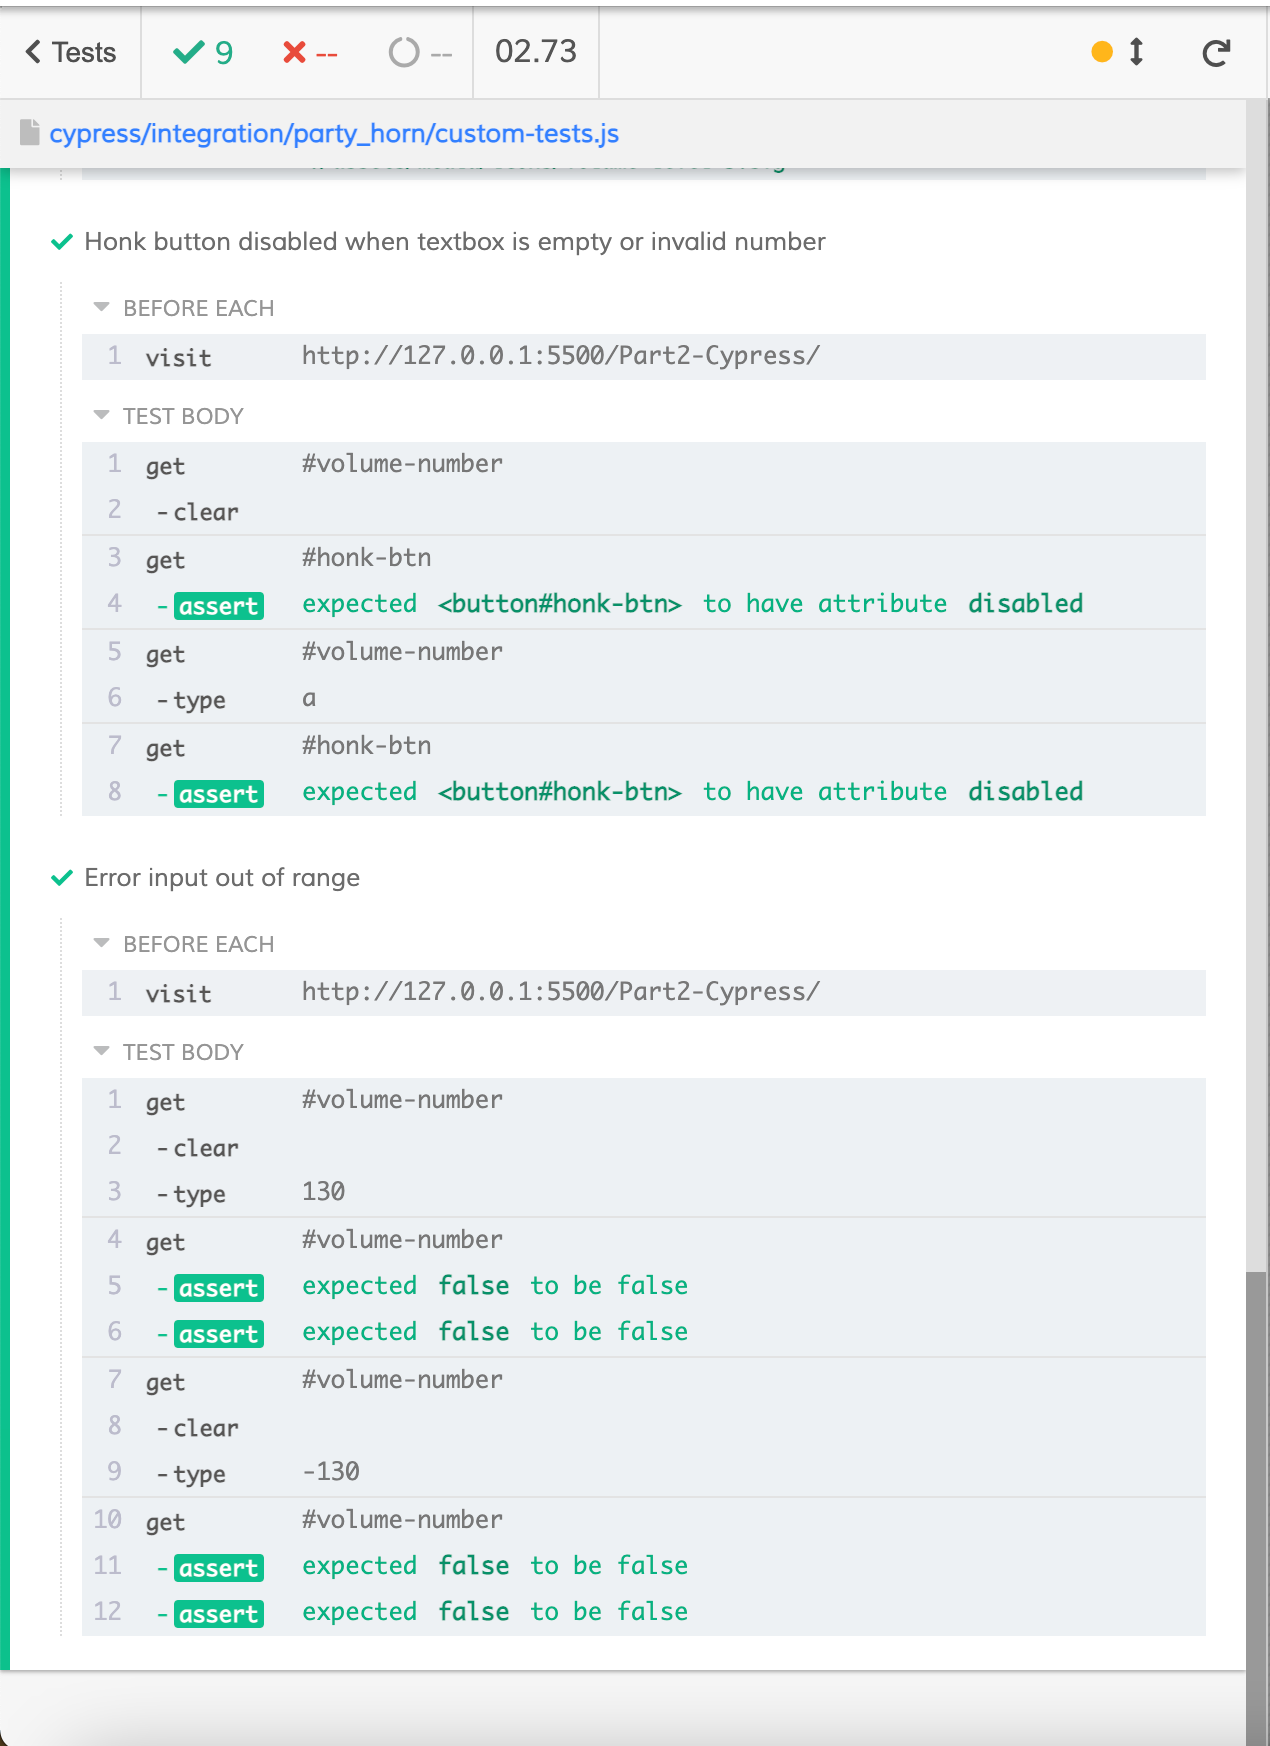 Tests 9 -- -- 02.73
cypress/integration/party_horn/custom-tests.js
Honk button disabled when textbox is empty or invalid number
BEFORE EACH
1 visit http://127.0.0.1:5500/Part2-Cypress/
TEST BODY
1 get #volume-number
2 -clear
3 get #honk-btn
4 -assert expected <button#honk-btn> to have attribute disabled
5 get #volume-number
6 -type a
7 get #honk-btn
8 -assert expected <button#honk-btn> to have attribute disabled
Error input out of range
BEFORE EACH
1 visit http://127.0.0.1:5500/Part2-Cypress/
TEST BODY
1 get #volume-number
2 -clear
3 -type 130
4 get #volume-number
5 -assert expected false to be false
6 -assert expected false to be false
7 get #volume-number
8 -clear
9 -type -130
10 get #volume-number
11 -assert expected false to be false
12 -assert expected false to be false